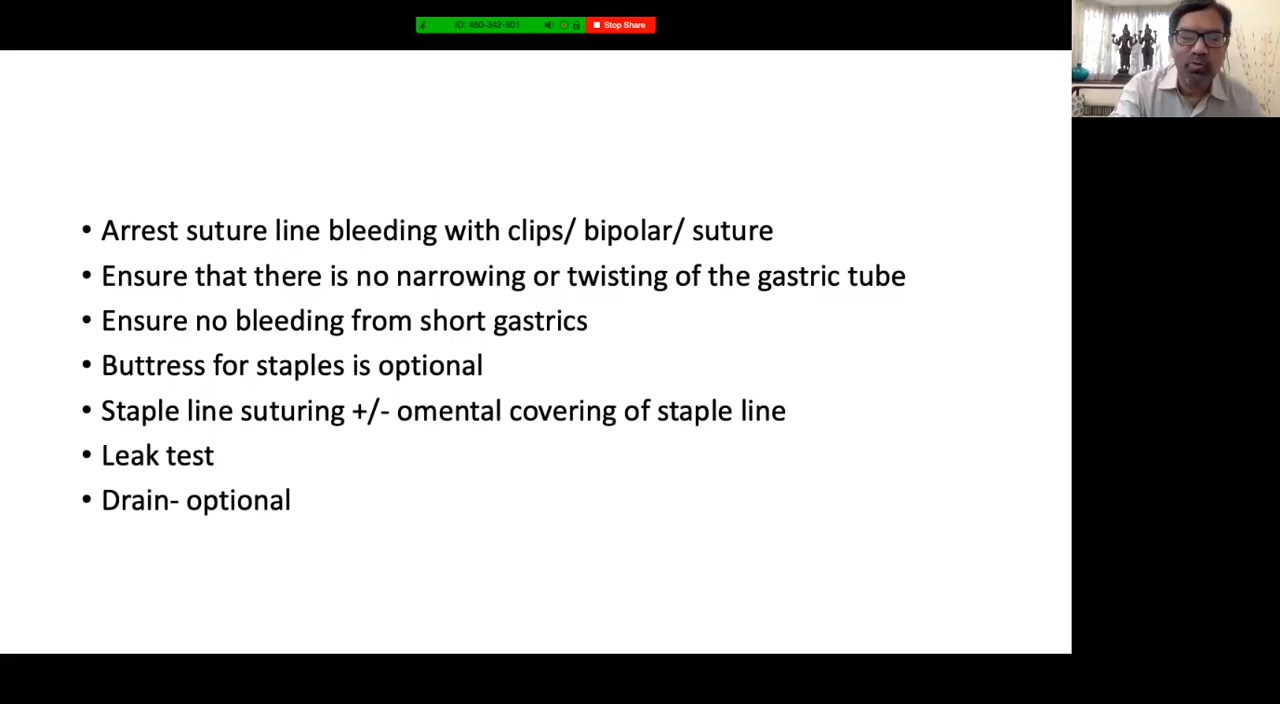 ID: 460-342-901 Stop Share
• Arrest suture line bleeding with clips/ bipolar/ suture
• Ensure that there is no narrowing or twisting of the gastric tube
• Ensure no bleeding from short gastrics
• Buttress for staples is optional
• Staple line suturing +/- omental covering of staple line
• Leak test
• Drain- optional